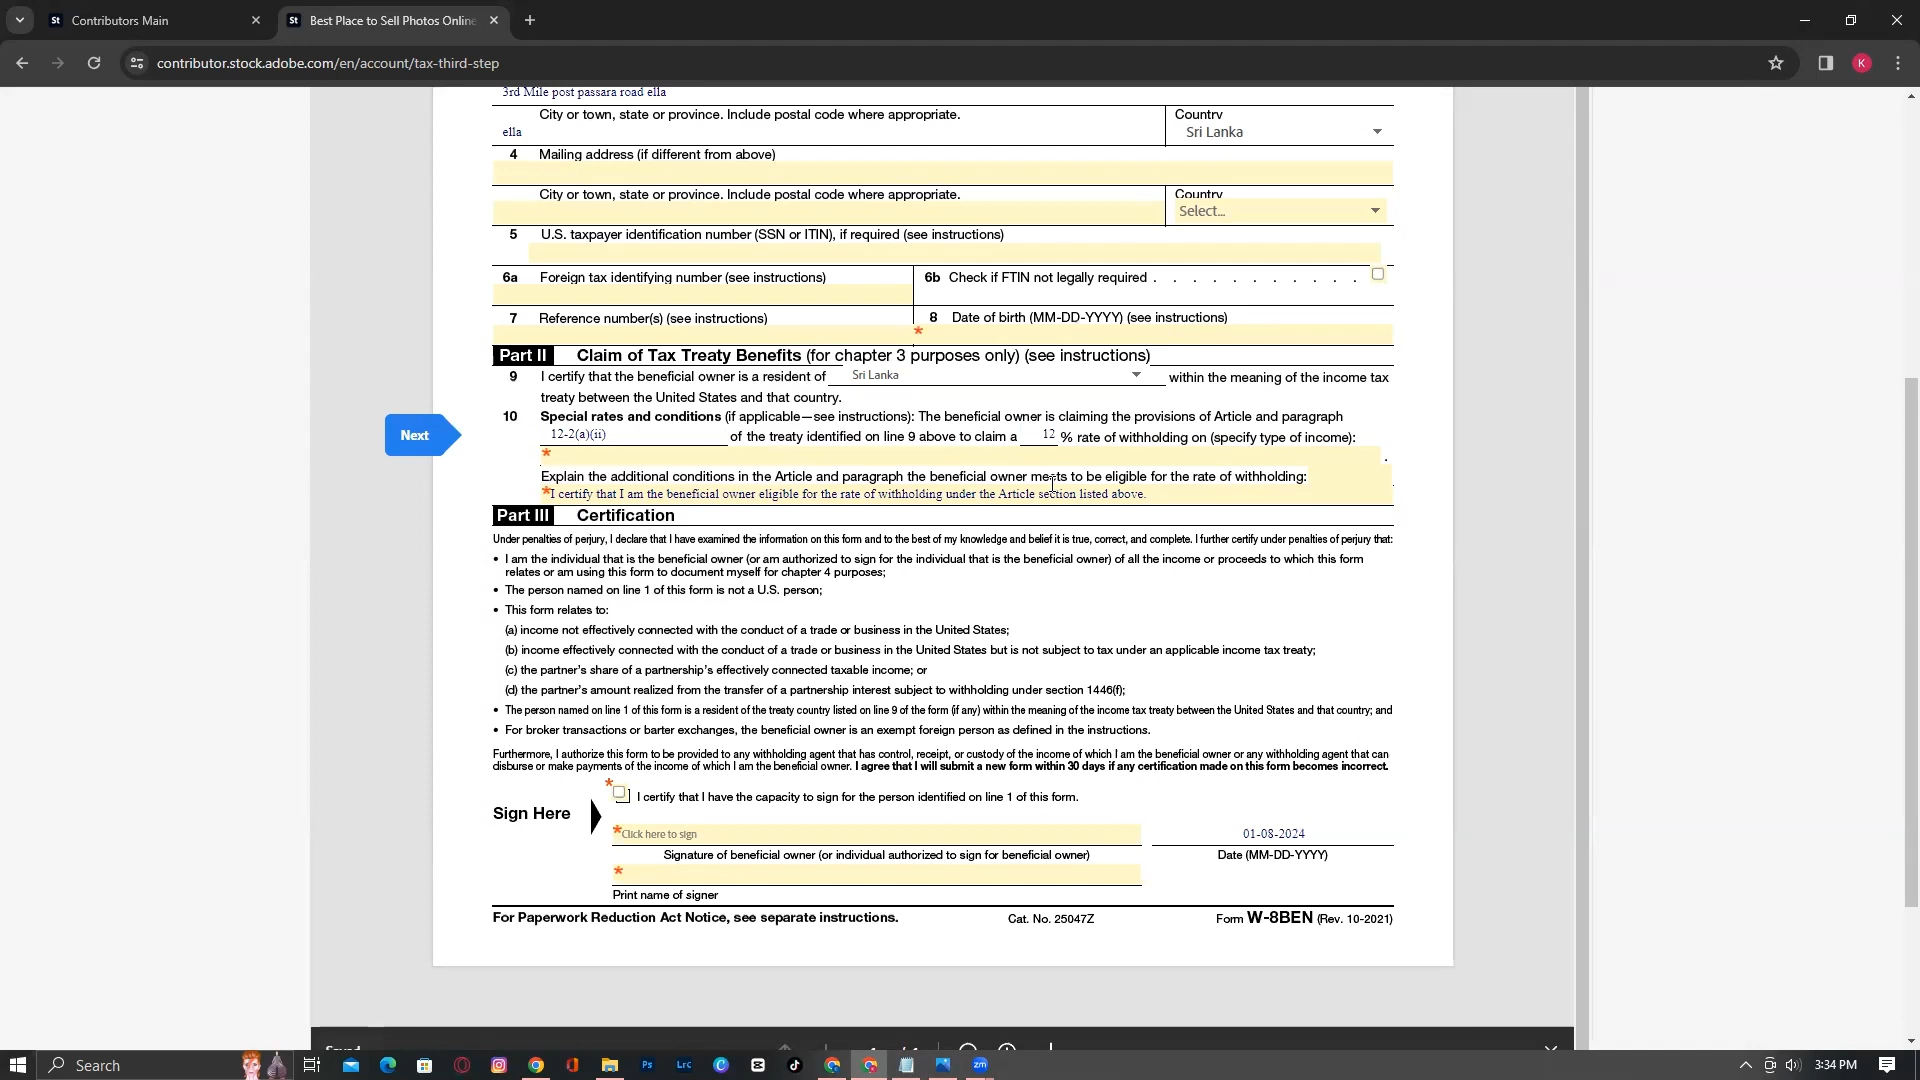 St Contributors Main
St Best Place to Sell Photos Online
contributor.stock.adobe.com/en/account/tax-third-step
K
3rd Mile post passara road ella
City or town, state or province. Include postal code where appropriate.
Country
ella
Sri Lanka
4 Mailing address (if different from above)
City or town, state or province. Include postal code where appropriate.
Country
Select...
5 U.S. taxpayer identification number (SSN or ITIN), if required (see instructions)
6a Foreign tax identifying number (see instructions)
6b Check if FTIN not legally required . . . . . . . . . . .
7 Reference number(s) (see instructions)
8 Date of birth (MM-DD-YYYY) (see instructions)
*
Part II Claim of Tax Treaty Benefits (for chapter 3 purposes only) (see instructions)
9 I certify that the beneficial owner is a resident of Sri Lanka within the meaning of the income tax
treaty between the United States and that country.
10 Special rates and conditions (if applicable—see instructions): The beneficial owner is claiming the provisions of Article and paragraph
Next
12-2(a)(ii) of the treaty identified on line 9 above to claim a 12 % rate of withholding on (specify type of income):
* .
Explain the additional conditions in the Article and paragraph the beneficial owner meets to be eligible for the rate of withholding:
*I certify that I am the beneficial owner eligible for the rate of withholding under the Article section listed above.
Part III Certification
Under penalties of perjury, I declare that I have examined the information on this form and to the best of my knowledge and belief it is true, correct, and complete. I further certify under penalties of perjury that:
• I am the individual that is the beneficial owner (or am authorized to sign for the individual that is the beneficial owner) of all the income or proceeds to which this form
relates or am using this form to document myself for chapter 4 purposes;
• The person named on line 1 of this form is not a U.S. person;
• This form relates to:
(a) income not effectively connected with the conduct of a trade or business in the United States;
(b) income effectively connected with the conduct of a trade or business in the United States but is not subject to tax under an applicable income tax treaty;
(c) the partner's share of a partnership's effectively connected taxable income; or
(d) the partner's amount realized from the transfer of a partnership interest subject to withholding under section 1446(f);
• The person named on line 1 of this form is a resident of the treaty country listed on line 9 of the form (if any) within the meaning of the income tax treaty between the United States and that country; and
• For broker transactions or barter exchanges, the beneficial owner is an exempt foreign person as defined in the instructions.
Furthermore, I authorize this form to be provided to any withholding agent that has control, receipt, or custody of the income of which I am the beneficial owner or any withholding agent that can
disburse or make payments of the income of which I am the beneficial owner. I agree that I will submit a new form within 30 days if any certification made on this form becomes incorrect.
*
I certify that I have the capacity to sign for the person identified on line 1 of this form.
Sign Here
*Click here to sign
01-08-2024
Signature of beneficial owner (or individual authorized to sign for beneficial owner)
Date (MM-DD-YYYY)
*
Print name of signer
For Paperwork Reduction Act Notice, see separate instructions.
Cat. No. 25047Z
Form W-8BEN (Rev. 10-2021)
Search
Ps
Lrc
zm
3:34 PM